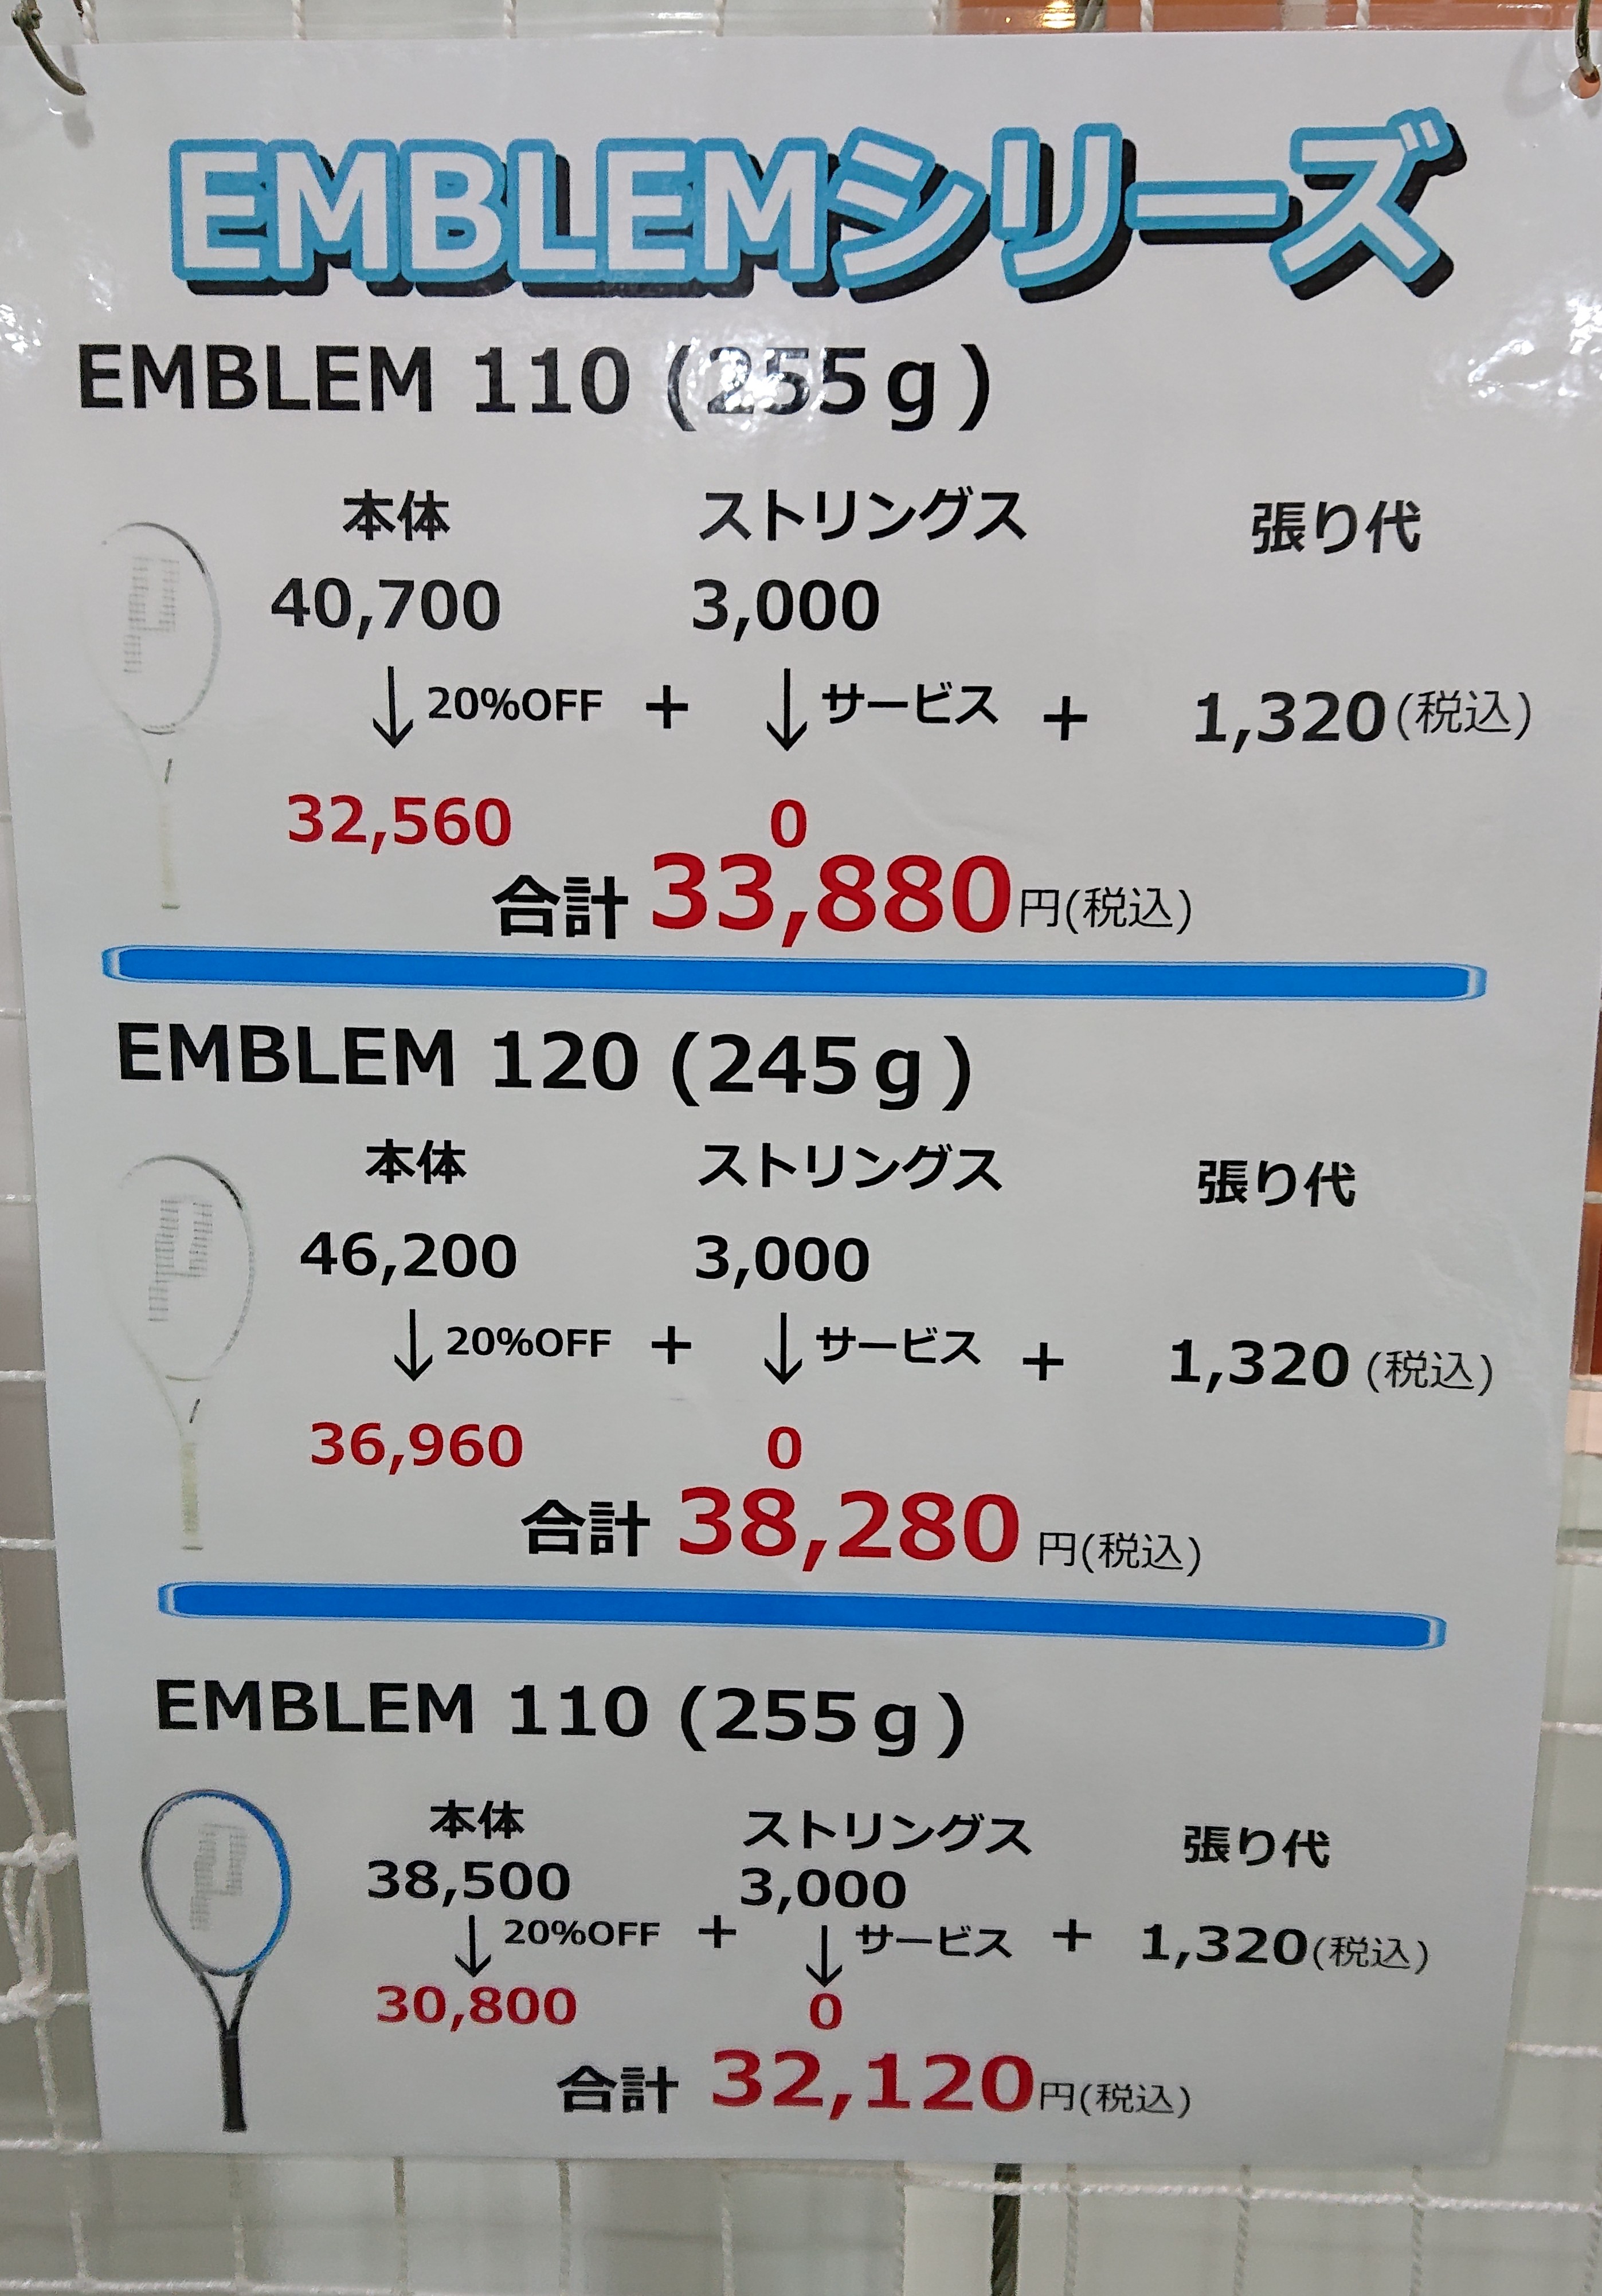 EMBLEMシリーズ
EMBLEM 110 (255g)
本体 ストリングス 張り代
40,700 3,000
↓20%OFF + ↓サービス + 1,320(税込)
32,560 0
合計 33,880円(税込)
EMBLEM 120 (245g)
本体 ストリングス 張り代
46,200 3,000
↓20%OFF + ↓サービス + 1,320(税込)
36,960 0
合計 38,280円(税込)
EMBLEM 110 (255g)
本体 ストリングス 張り代
38,500 3,000
↓20%OFF + ↓サービス + 1,320(税込)
30,800 0
合計 32,120円(税込)